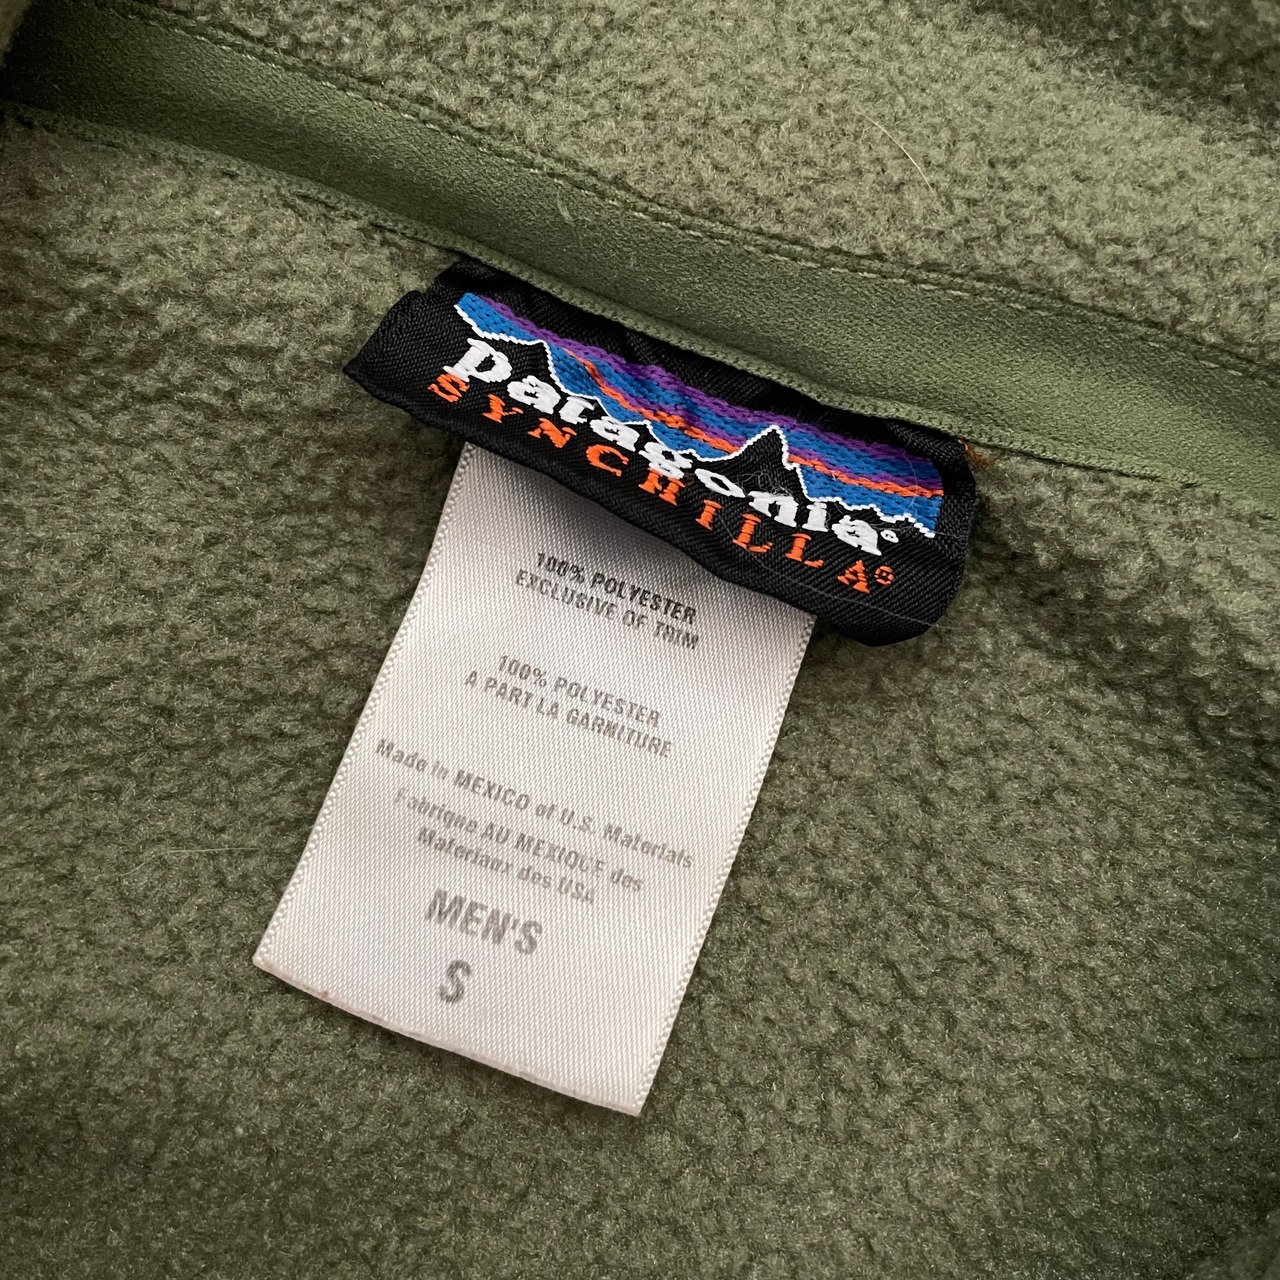 patagonia®
SYNCHILLA®
100% POLYESTER
EXCLUSIVE OF TRIM
100% POLYESTER
A PART LA GARNITURE
Made in MEXICO of U.S. Materials
Fabrique AU MEXIQUE des
Materiaux des USA
MEN'S
S